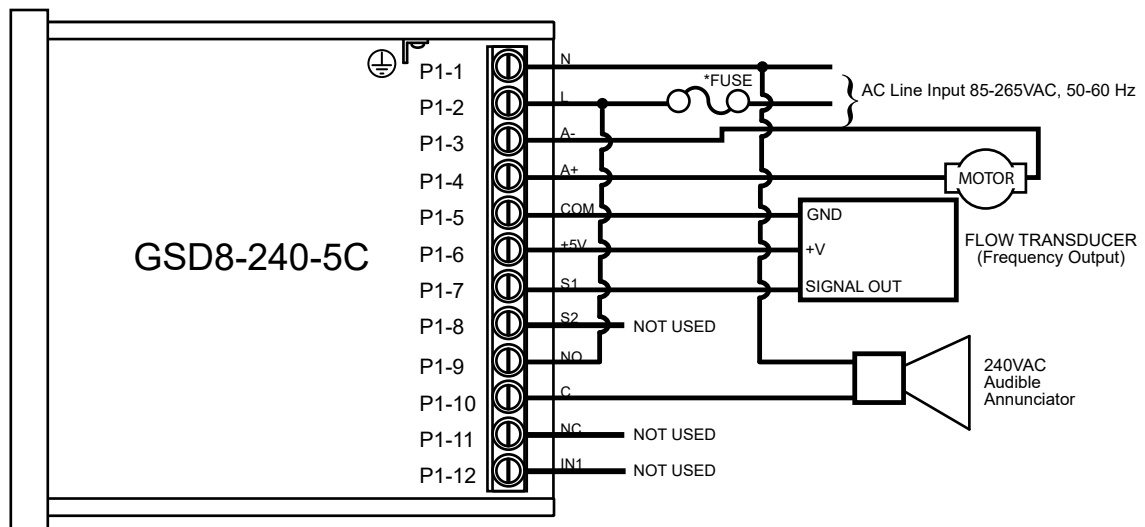 GSD8-240-5C
P1-1 N
P1-2 L
P1-3 A-
P1-4 A+
P1-5 COM
P1-6 +5V
P1-7 S1
P1-8 S2 NOT USED
P1-9 NO
P1-10 C
P1-11 NC NOT USED
P1-12 IN1 NOT USED
*FUSE
AC Line Input 85-265VAC, 50-60 Hz
MOTOR
GND
+V
SIGNAL OUT
FLOW TRANSDUCER
(Frequency Output)
240VAC
Audible
Annunciator